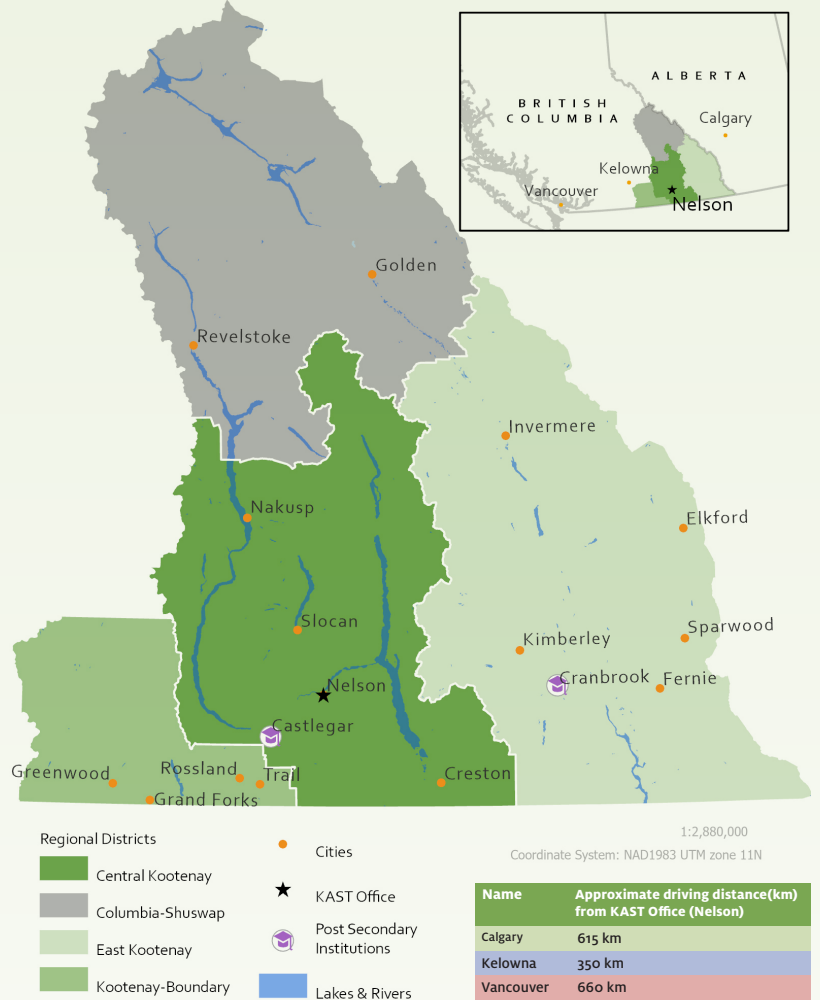 ALBERTA
BRITISH
COLUMBIA
Calgary
Kelowna
Vancouver
Nelson
Golden
Revelstoke
Invermere
Nakusp
Elkford
Slocan
Kimberley
Sparwood
Nelson
Cranbrook
Fernie
Castlegar
Greenwood
Rossland
Trail
Creston
Grand Forks
Regional Districts
Central Kootenay
Columbia-Shuswap
East Kootenay
Kootenay-Boundary
Cities
KAST Office
Post Secondary
Institutions
Lakes & Rivers
1:2,880,000
Coordinate System: NAD1983 UTM zone 11N
Name Approximate driving distance(km)
from KAST Office (Nelson)
Calgary 615 km
Kelowna 350 km
Vancouver 660 km